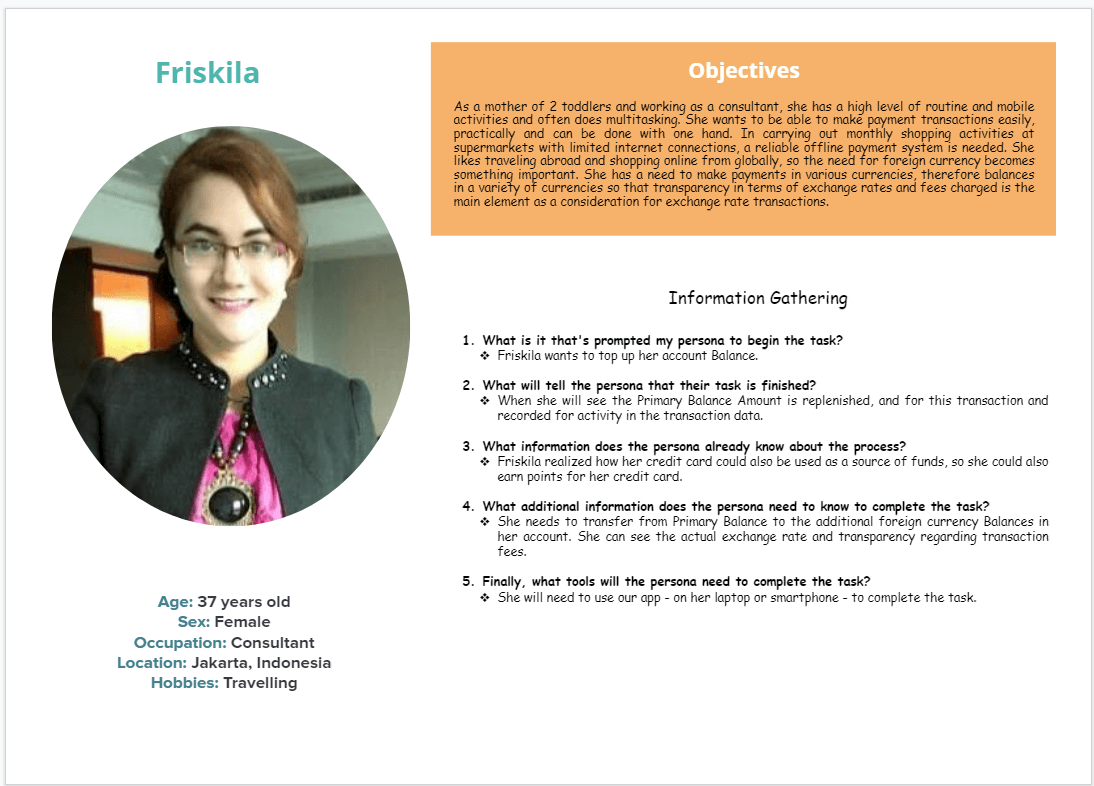 Friskila
Objectives
As a mother of 2 toddlers and working as a consultant, she has a high level of routine and mobile
activities and often does multitasking. She wants to be able to make payment transactions easily,
practically and can be done with one hand. In carrying out monthly shopping activities at
supermarkets with limited internet connections, a reliable offline payment system is needed. She
likes traveling abroad and shopping online from globally, so the need for foreign currency becomes
something important. She has a need to make payments in various currencies, therefore balances
in a variety of currencies so that transparency in terms of exchange rates and fees charged is the
main element as a consideration for exchange rate transactions.
Information Gathering
1. What is it that's prompted my persona to begin the task?
❖ Friskila wants to top up her account Balance.
2. What will tell the persona that their task is finished?
❖ When she will see the Primary Balance Amount is replenished, and for this transaction and
recorded for activity in the transaction data.
3. What information does the persona already know about the process?
❖ Friskila realized how her credit card could also be used as a source of funds, so she could also
earn points for her credit card.
4. What additional information does the persona need to know to complete the task?
❖ She needs to transfer from Primary Balance to the additional foreign currency Balances in
her account. She can see the actual exchange rate and transparency regarding transaction
fees.
5. Finally, what tools will the persona need to complete the task?
❖ She will need to use our app - on her laptop or smartphone - to complete the task.
Age: 37 years old
Sex: Female
Occupation: Consultant
Location: Jakarta, Indonesia
Hobbies: Travelling